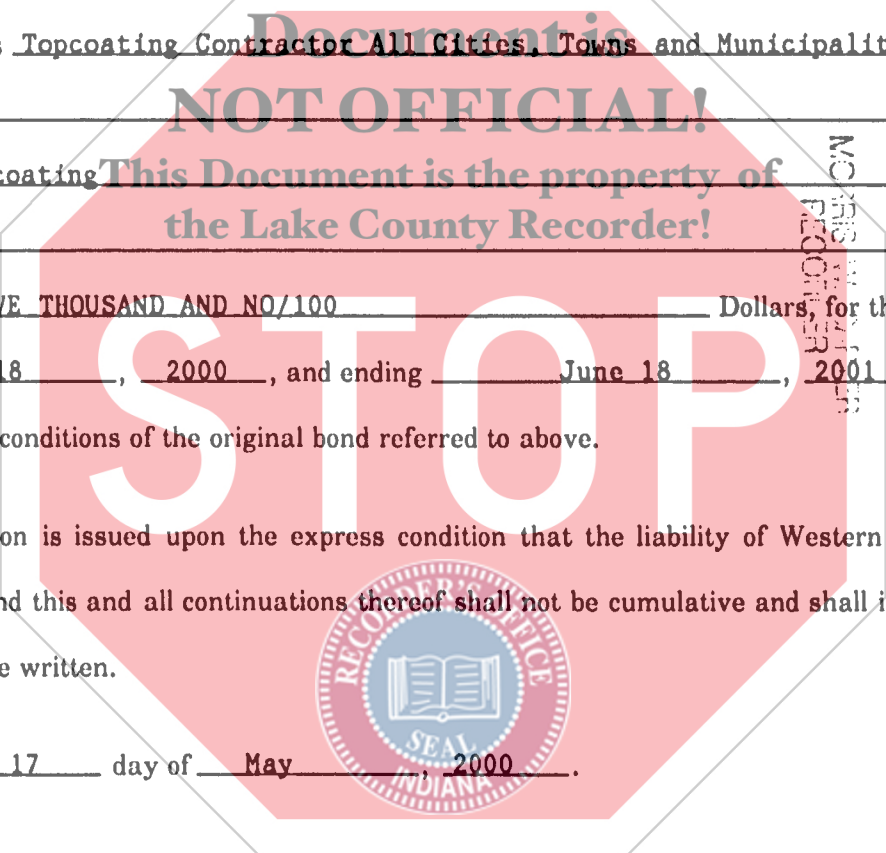 Document is
s Topcoating Contractor All Cities, Towns and Municipalit
NOT OFFICIAL!
coating This Document is the property of
the Lake County Recorder!
RECORDER
VE THOUSAND AND NO/100 Dollars, for th
18, 2000, and ending June 18, 2001
conditions of the original bond referred to above.
STOP
on is issued upon the express condition that the liability of Western
nd this and all continuations thereof shall not be cumulative and shall i
e written.
RECORDER'S OFFICE
SEAL
INDIANA
17 day of May, 2000.